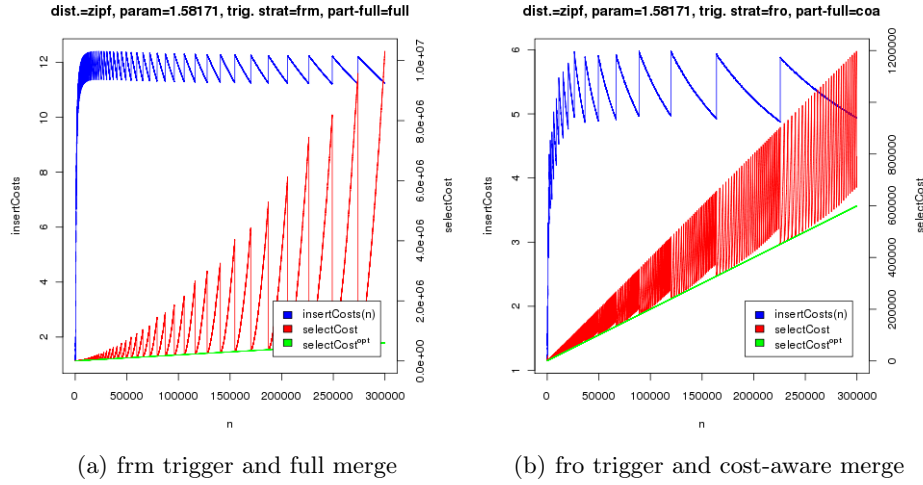 dist.=zipf, param=1.58171, trig. strat=frm, part-full=full
insertCosts
2
4
6
8
10
12
0
50000
100000
150000
200000
250000
300000
n
0.0e+00
2.0e+06
4.0e+06
6.0e+06
8.0e+06
1.0e+07
selectCost
insertCosts(n)
selectCost
selectCost^opt
(a) frm trigger and full merge
dist.=zipf, param=1.58171, trig. strat=fro, part-full=coa
insertCosts
1
2
3
4
5
6
0
50000
100000
150000
200000
250000
300000
n
0
200000
400000
600000
800000
1200000
selectCost
insertCosts(n)
selectCost
selectCost^opt
(b) fro trigger and cost-aware merge